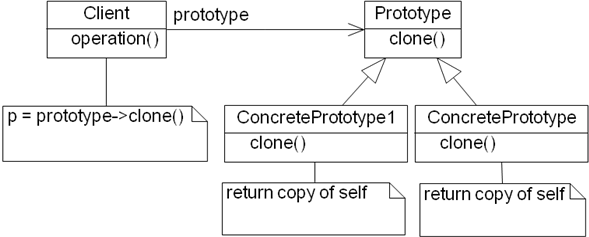 Client
operation()
prototype
Prototype
clone()
p = prototype->clone()
ConcretePrototype1
clone()
ConcretePrototype
clone()
return copy of self
return copy of self